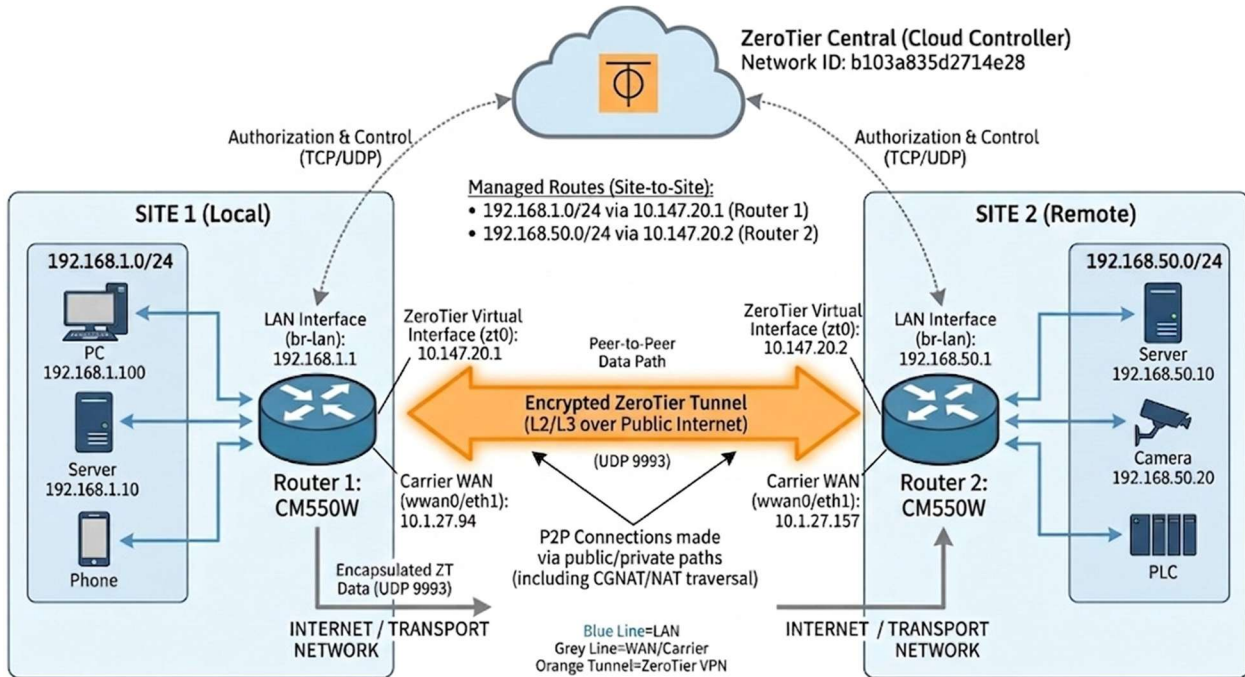 ZeroTier Central (Cloud Controller)
Network ID: b103a835d2714e28
Authorization & Control
(TCP/UDP)
Authorization & Control
(TCP/UDP)
Managed Routes (Site-to-Site):
• 192.168.1.0/24 via 10.147.20.1 (Router 1)
• 192.168.50.0/24 via 10.147.20.2 (Router 2)
SITE 1 (Local)
192.168.1.0/24
PC
192.168.1.100
Server
192.168.1.10
Phone
LAN Interface
(br-lan):
192.168.1.1
Router 1:
CM550W
ZeroTier Virtual
Interface (zt0):
10.147.20.1
Carrier WAN
(wwan0/eth1):
10.1.27.94
Encapsulated ZT
Data (UDP 9993)
INTERNET / TRANSPORT
NETWORK
Peer-to-Peer
Data Path
Encrypted ZeroTier Tunnel
(L2/L3 over Public Internet)
(UDP 9993)
P2P Connections made
via public/private paths
(including CGNAT/NAT traversal)
Blue Line=LAN
Grey Line=WAN/Carrier
Orange Tunnel=ZeroTier VPN
SITE 2 (Remote)
ZeroTier Virtual
Interface (zt0):
10.147.20.2
LAN Interface
(br-lan):
192.168.50.1
Carrier WAN
(wwan0/eth1):
10.1.27.157
Router 2:
CM550W
192.168.50.0/24
Server
192.168.50.10
Camera
192.168.50.20
PLC
INTERNET / TRANSPORT
NETWORK